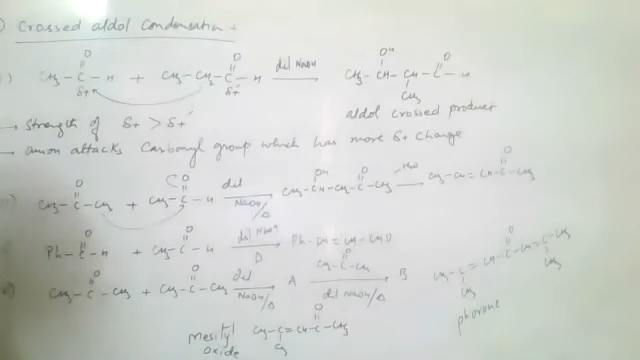 ) Crossed aldol Condensation -
CH3 - C(=O) - H + CH3 - CH2 - C(=O) - H dil NaOH → CH3 - CH(OH) - CH(CH3) - C(=O) - H
δ+ δ+'
aldol crossed product
→ strength of δ+ > δ+'
→ anion attacks Carbonyl group which has more δ+ charge
CH3 - C(=O) - CH3 + CH3 - C(=O) - H dil NaOH/Δ → CH3 - CH(OH) - CH2 - C(=O) - CH3 -H2O → CH3 - CH = CH - C(=O) - CH3
Ph - C(=O) - H + CH3 - C(=O) - H dil NaOH Δ → Ph - CH = CH - CHO
CH3 - C(=O) - CH3 + CH3 - C(=O) - CH3 dil NaOH/Δ → A CH3 - C(=O) - CH3 dil NaOH/Δ → B CH3 - C(CH3) = CH - C(=O) - CH = C(CH3) - CH3
phorone
mesityl oxide CH3 - C(CH3) = CH - C(=O) - CH3